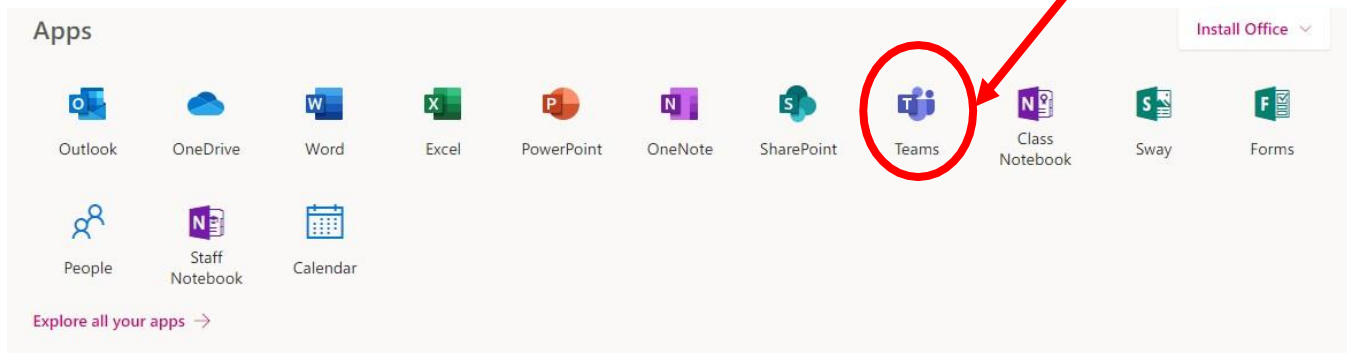 Apps
Install Office
Outlook OneDrive Word Excel PowerPoint OneNote SharePoint Teams Class Notebook Sway Forms
People Staff Notebook Calendar
Explore all your apps →